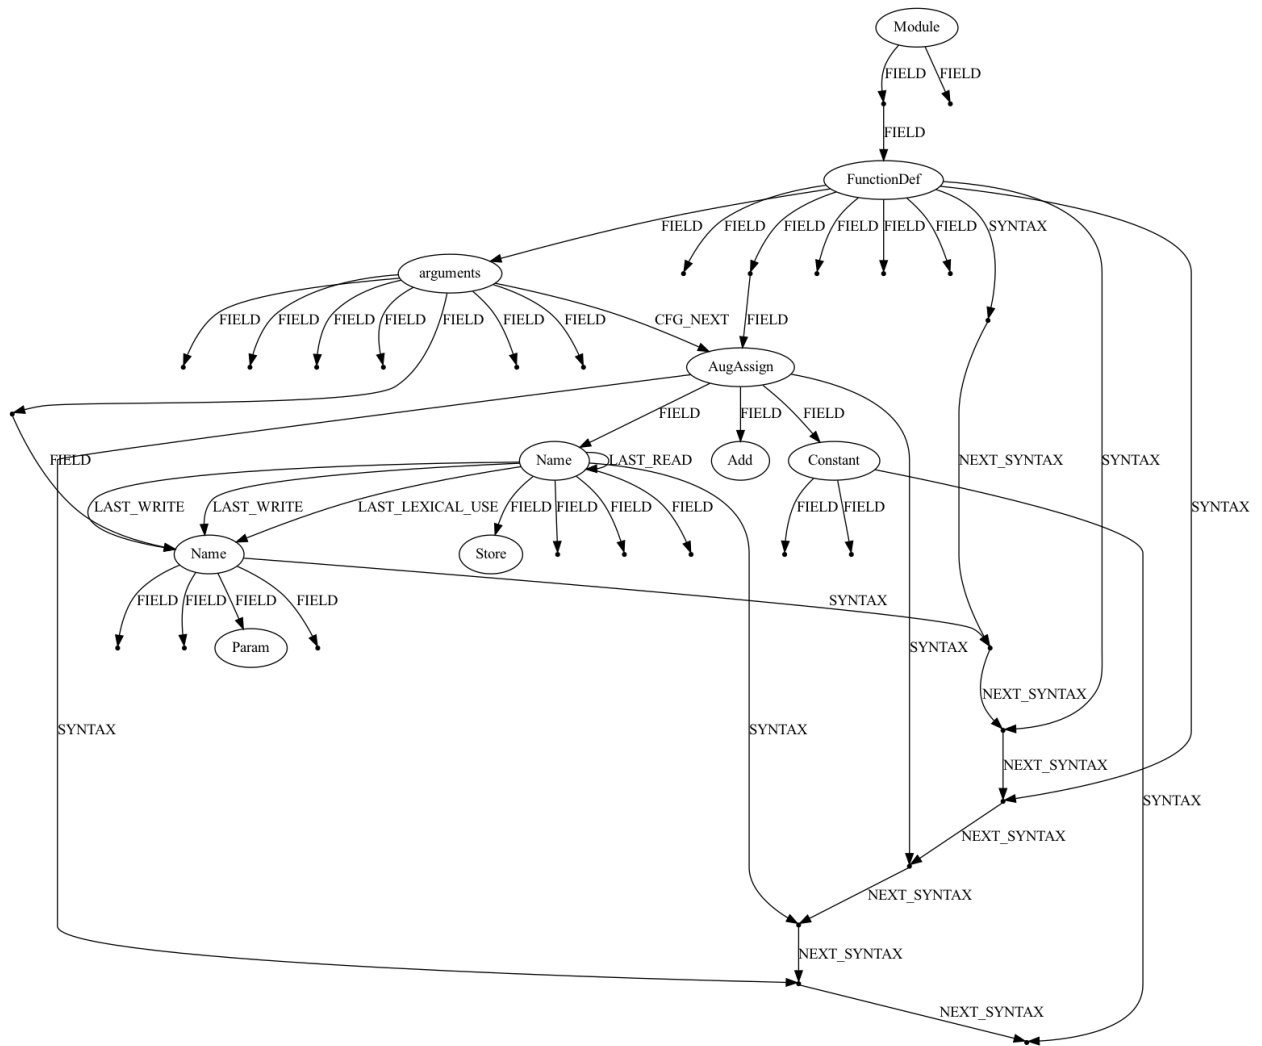 Module
FIELD FIELD
FIELD
FunctionDef
FIELD FIELD FIELD FIELD FIELD FIELD SYNTAX
arguments
FIELD FIELD FIELD FIELD FIELD FIELD FIELD CFG_NEXT FIELD
AugAssign
FIELD FIELD FIELD
FIELD Name LAST_READ Add Constant NEXT_SYNTAX SYNTAX
LAST_WRITE LAST_WRITE LAST_LEXICAL_USE FIELD FIELD FIELD FIELD FIELD FIELD SYNTAX
Name Store
FIELD FIELD FIELD FIELD SYNTAX
Param SYNTAX
NEXT_SYNTAX
SYNTAX SYNTAX
NEXT_SYNTAX
SYNTAX
NEXT_SYNTAX
NEXT_SYNTAX
NEXT_SYNTAX
NEXT_SYNTAX